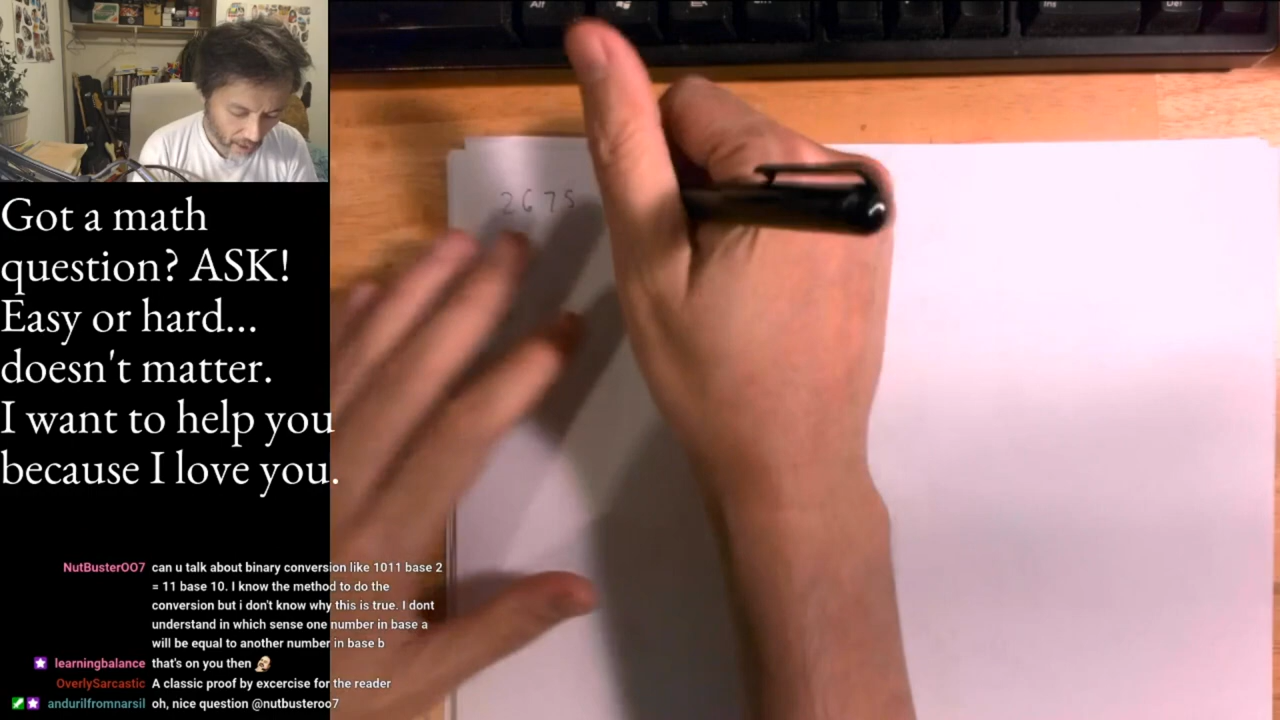 Alt
Ins
Del
2675
Got a math
question? ASK!
Easy or hard...
doesn't matter.
I want to help you
because I love you.
NutBusterOO7 can u talk about binary conversion like 1011 base 2
= 11 base 10. I know the method to do the
conversion but i don't know why this is true. I dont
understand in which sense one number in base a
will be equal to another number in base b
learningbalance that's on you then
OverlySarcastic A classic proof by excercise for the reader
andurilfromnarsil oh, nice question @nutbusteroo7